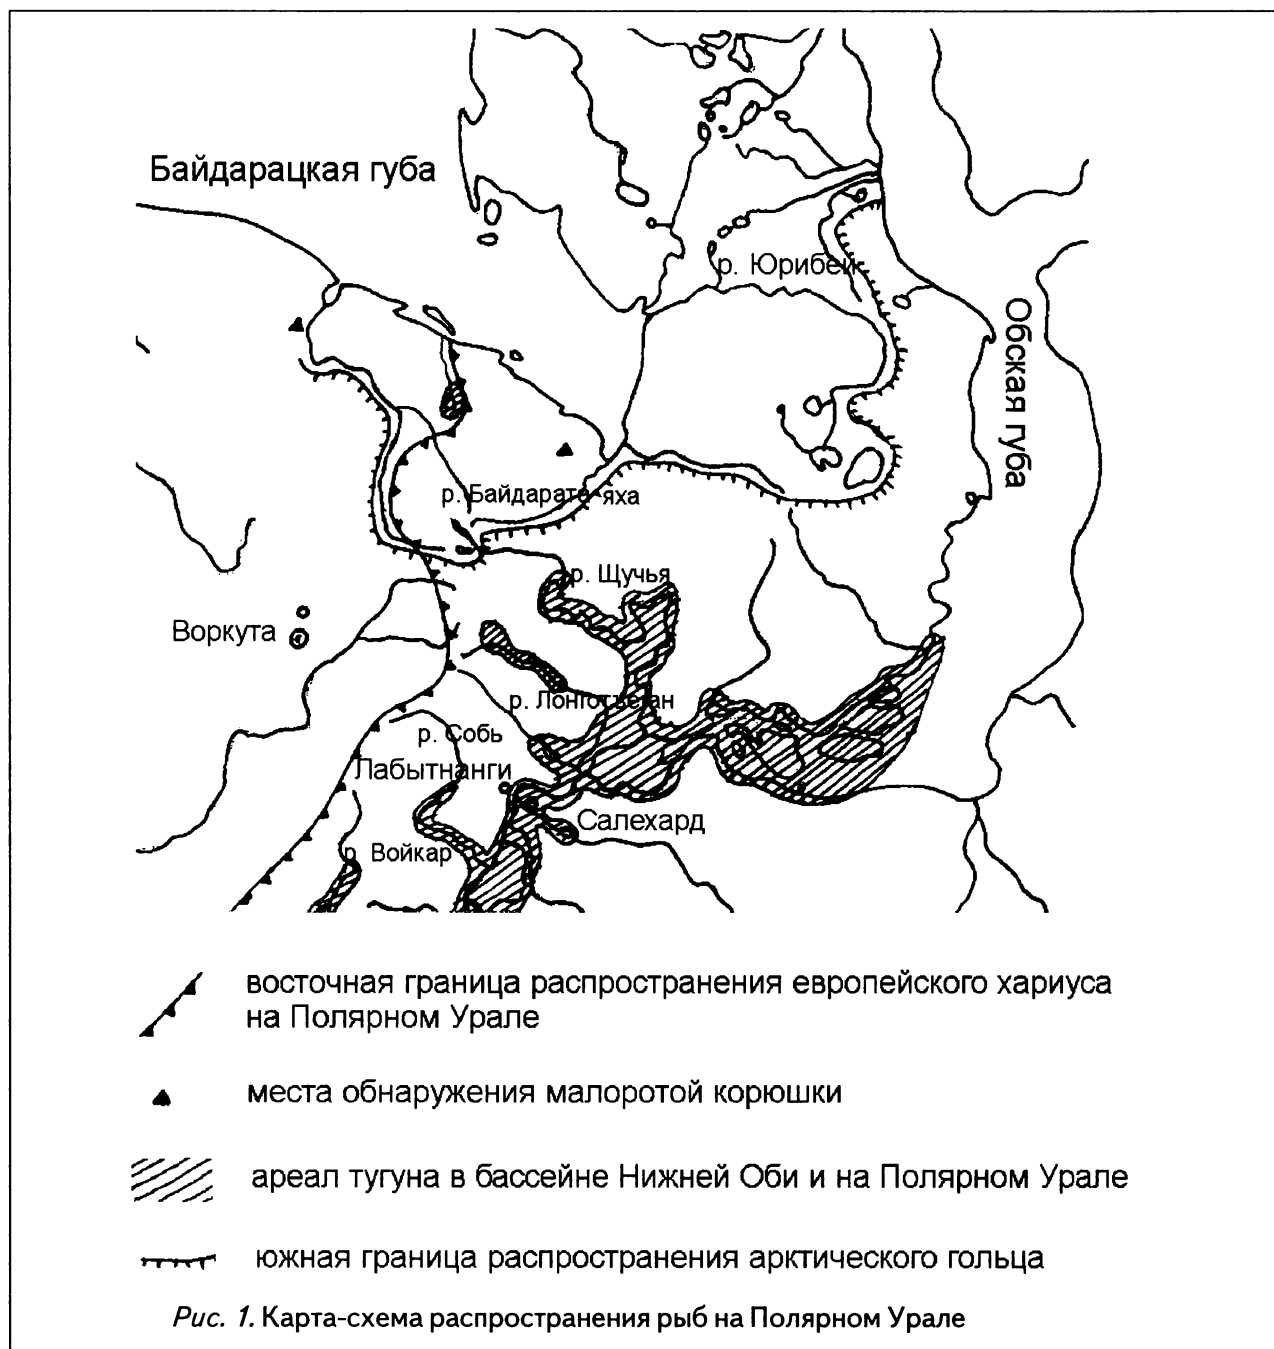 Байдарацкая губа
р. Юрибей
Обская губа
р. Байдарата-яха
р. Щучья
Воркута
р. Лонготъеган
р. Собь
Лабытнанги
Салехард
р. Войкар
восточная граница распространения европейского хариуса
на Полярном Урале
места обнаружения малоротой корюшки
ареал тугуна в бассейне Нижней Оби и на Полярном Урале
южная граница распространения арктического гольца
Рис. 1. Карта-схема распространения рыб на Полярном Урале